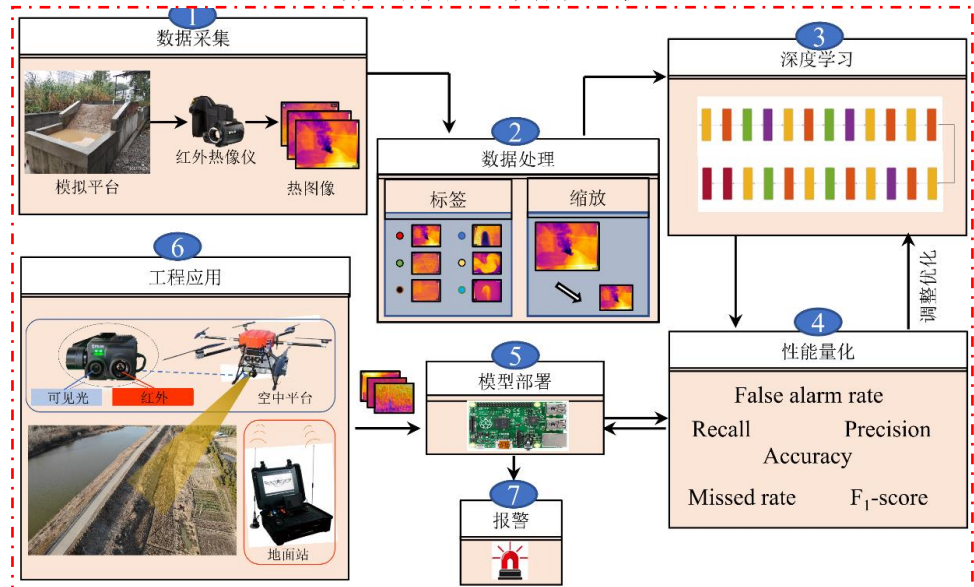 1
数据采集
模拟平台
红外热像仪
热图像
2
数据处理
标签
缩放
3
深度学习
调整优化
4
性能量化
False alarm rate
Recall
Precision
Accuracy
Missed rate
F₁-score
5
模型部署
6
工程应用
可见光
红外
空中平台
地面站
7
报警